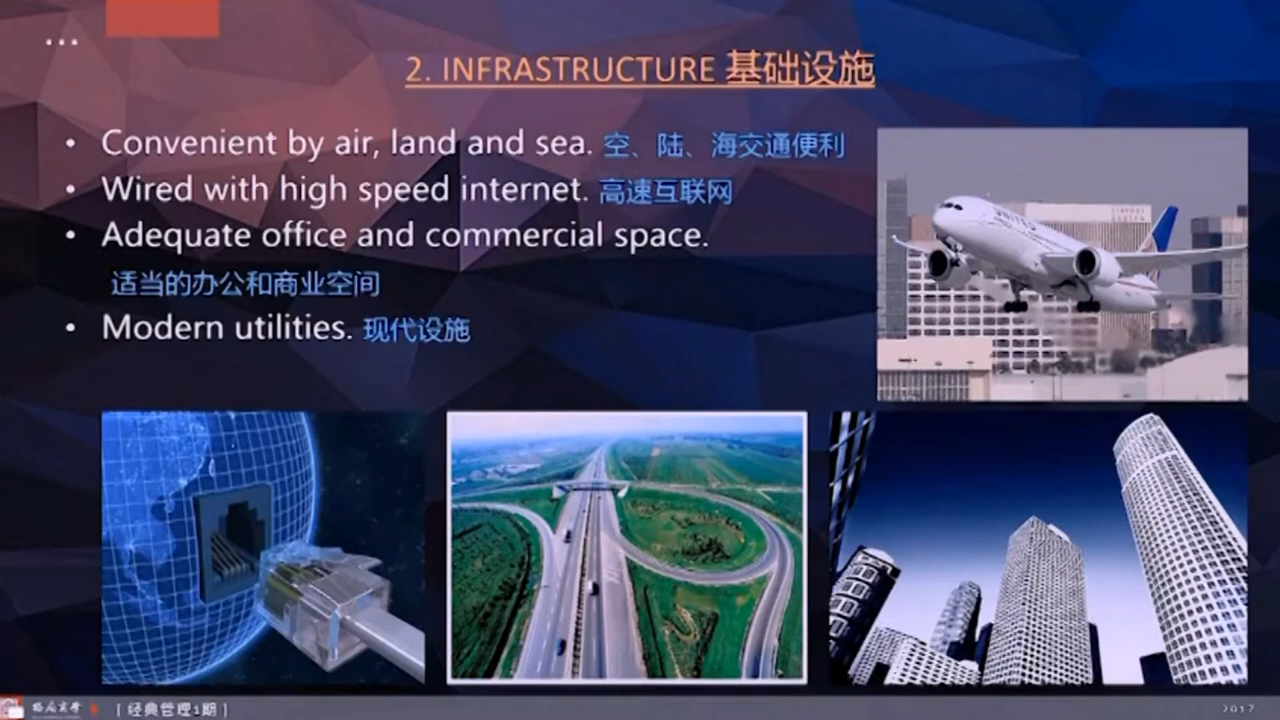 ...
2. INFRASTRUCTURE 基础设施
• Convenient by air, land and sea. 空、陆、海交通便利
• Wired with high speed internet. 高速互联网
• Adequate office and commercial space.
适当的办公和商业空间
• Modern utilities. 现代设施
UNITED
[ 经典管理1期 ]
2017